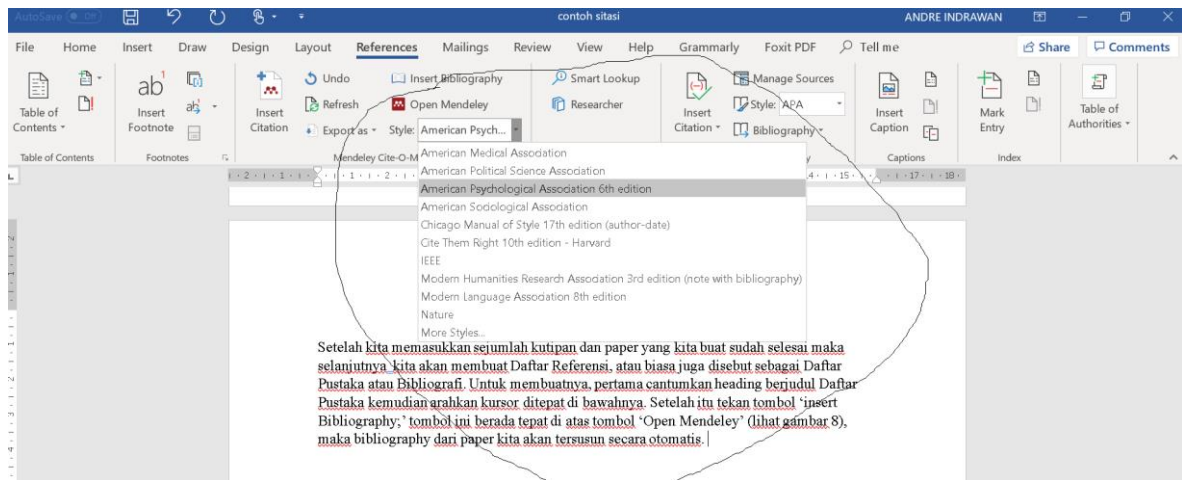 AutoSave Off contoh sitasi ANDRE INDRAWAN
File Home Insert Draw Design Layout References Mailings Review View Help Grammarly Foxit PDF Tell me Share Comments
Table of Contents
Table of Contents
ab1
Insert Footnote
ab
Footnotes
Insert Citation
Undo
Refresh
Export as
Insert Bibliography
Open Mendeley
Style: American Psych...
Mendeley Cite-O-M
Smart Lookup
Researcher
Insert Citation
Manage Sources
Style: APA
Bibliography
Insert Caption
Captions
Mark Entry
Index
Table of Authorities
American Medical Association
American Political Science Association
American Psychological Association 6th edition
American Sociological Association
Chicago Manual of Style 17th edition (author-date)
Cite Them Right 10th edition - Harvard
IEEE
Modern Humanities Research Association 3rd edition (note with bibliography)
Modern Language Association 8th edition
Nature
More Styles...
Setelah kita memasukkan sejumlah kutipan dan paper yang kita buat sudah selesai maka
selanjutnya kita akan membuat Daftar Referensi, atau biasa juga disebut sebagai Daftar
Pustaka atau Bibliografi. Untuk membuatnya, pertama cantumkan heading berjudul Daftar
Pustaka kemudian arahkan kursor ditepat di bawahnya. Setelah itu tekan tombol ‘insert
Bibliography;’ tombol ini berada tepat di atas tombol ‘Open Mendeley’ (lihat gambar 8),
maka bibliography dari paper kita akan tersusun secara otomatis.